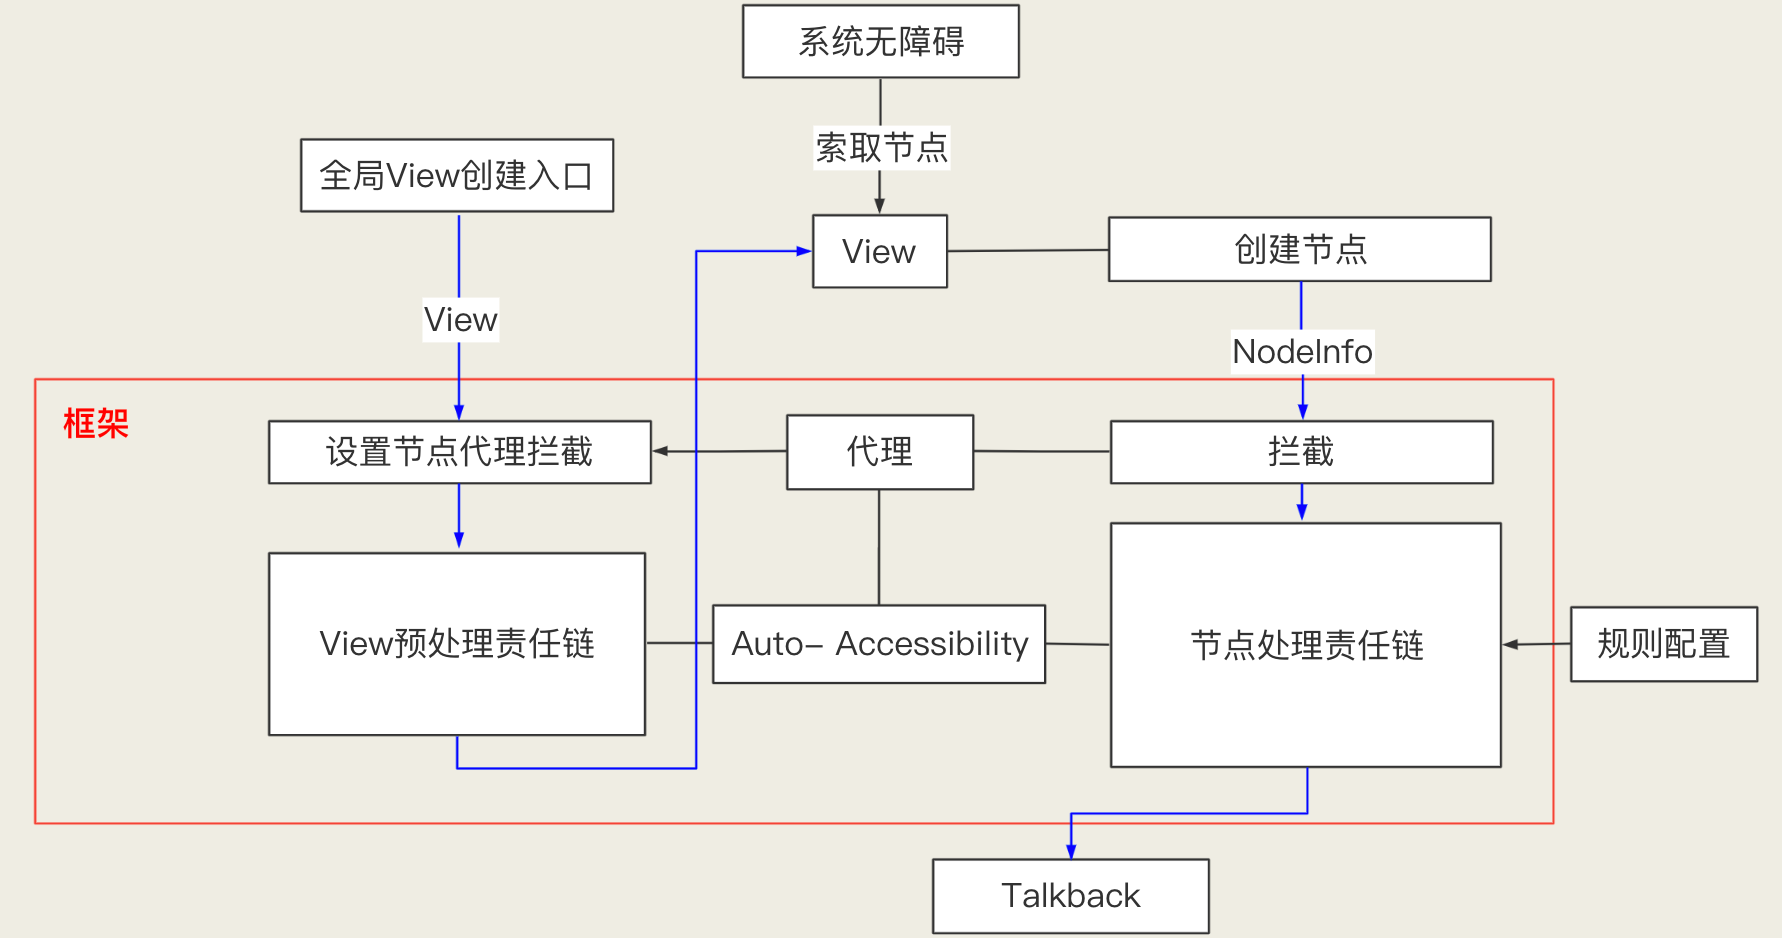 系统无障碍
索取节点
全局View创建入口
View
创建节点
View
NodeInfo
框架
设置节点代理拦截
代理
拦截
View预处理责任链
Auto- Accessibility
节点处理责任链
规则配置
Talkback